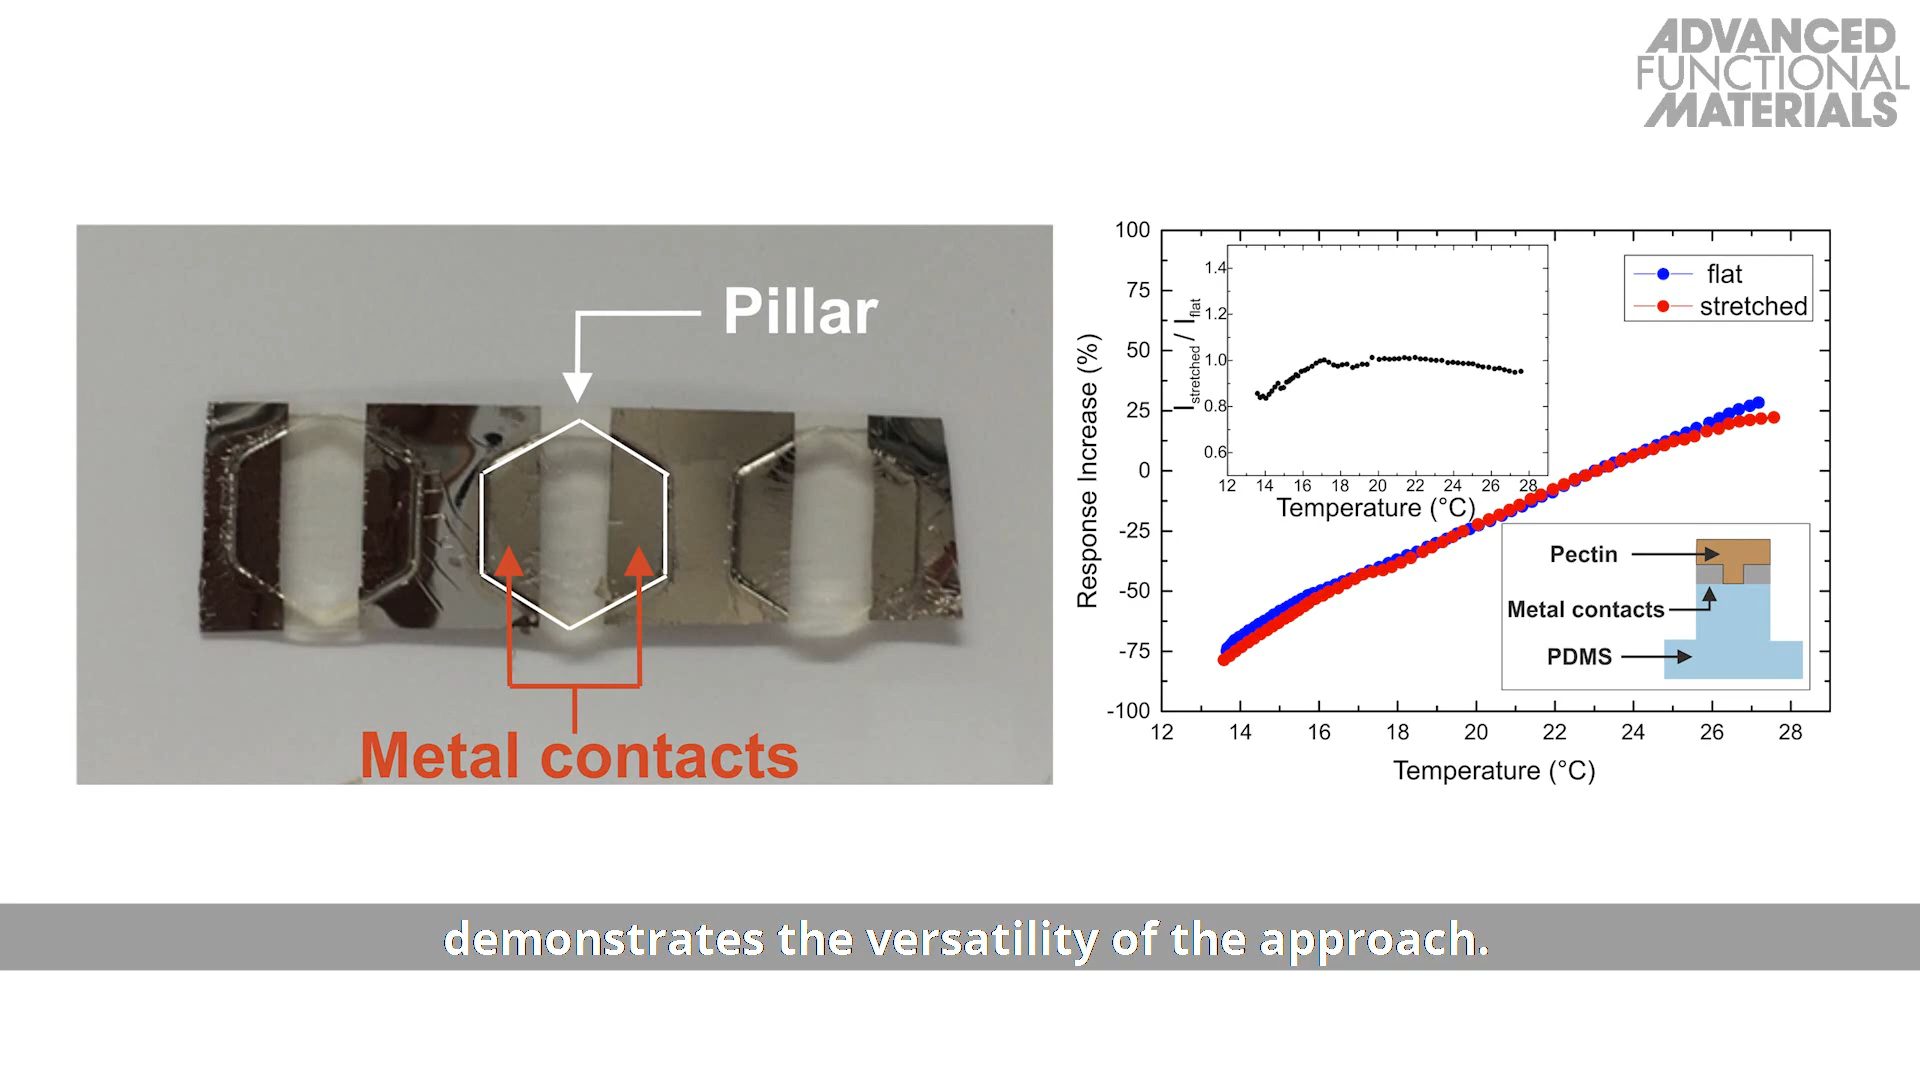 ADVANCED
FUNCTIONAL
MATERIALS
Pillar
Metal contacts
100
75
50
25
0
-25
-50
-75
-100
Response Increase (%)
12 14 16 18 20 22 24 26 28
Temperature (°C)
flat
stretched
1.4
1.2
1.0
0.8
0.6
I stretched / I flat
12 14 16 18 20 22 24 26 28
Temperature (°C)
Pectin
Metal contacts
PDMS
demonstrates the versatility of the approach.